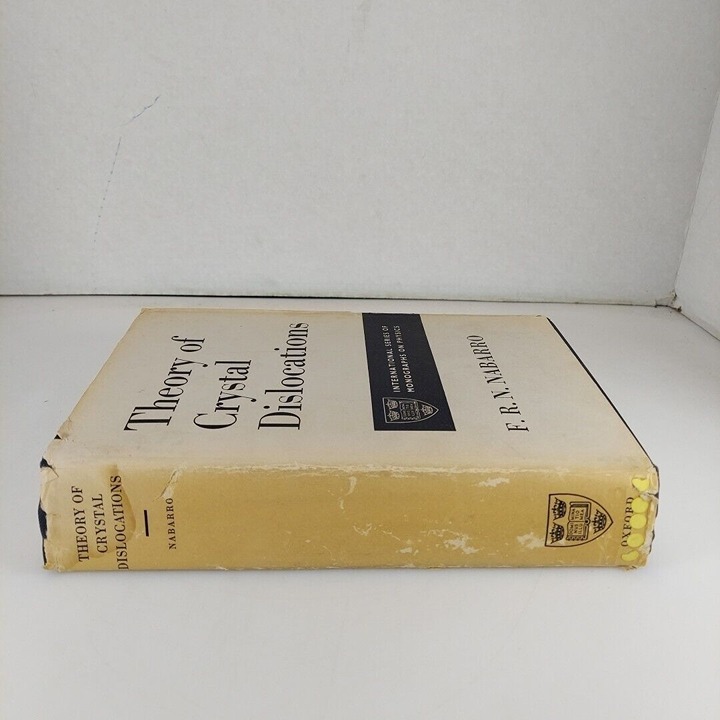 Theory of
Crystal
Dislocations
INTERNATIONAL SERIES OF
MONOGRAPHS ON PHYSICS
F. R. N. NABARRO
THEORY OF
CRYSTAL
DISLOCATIONS
NABARRO
OXFORD